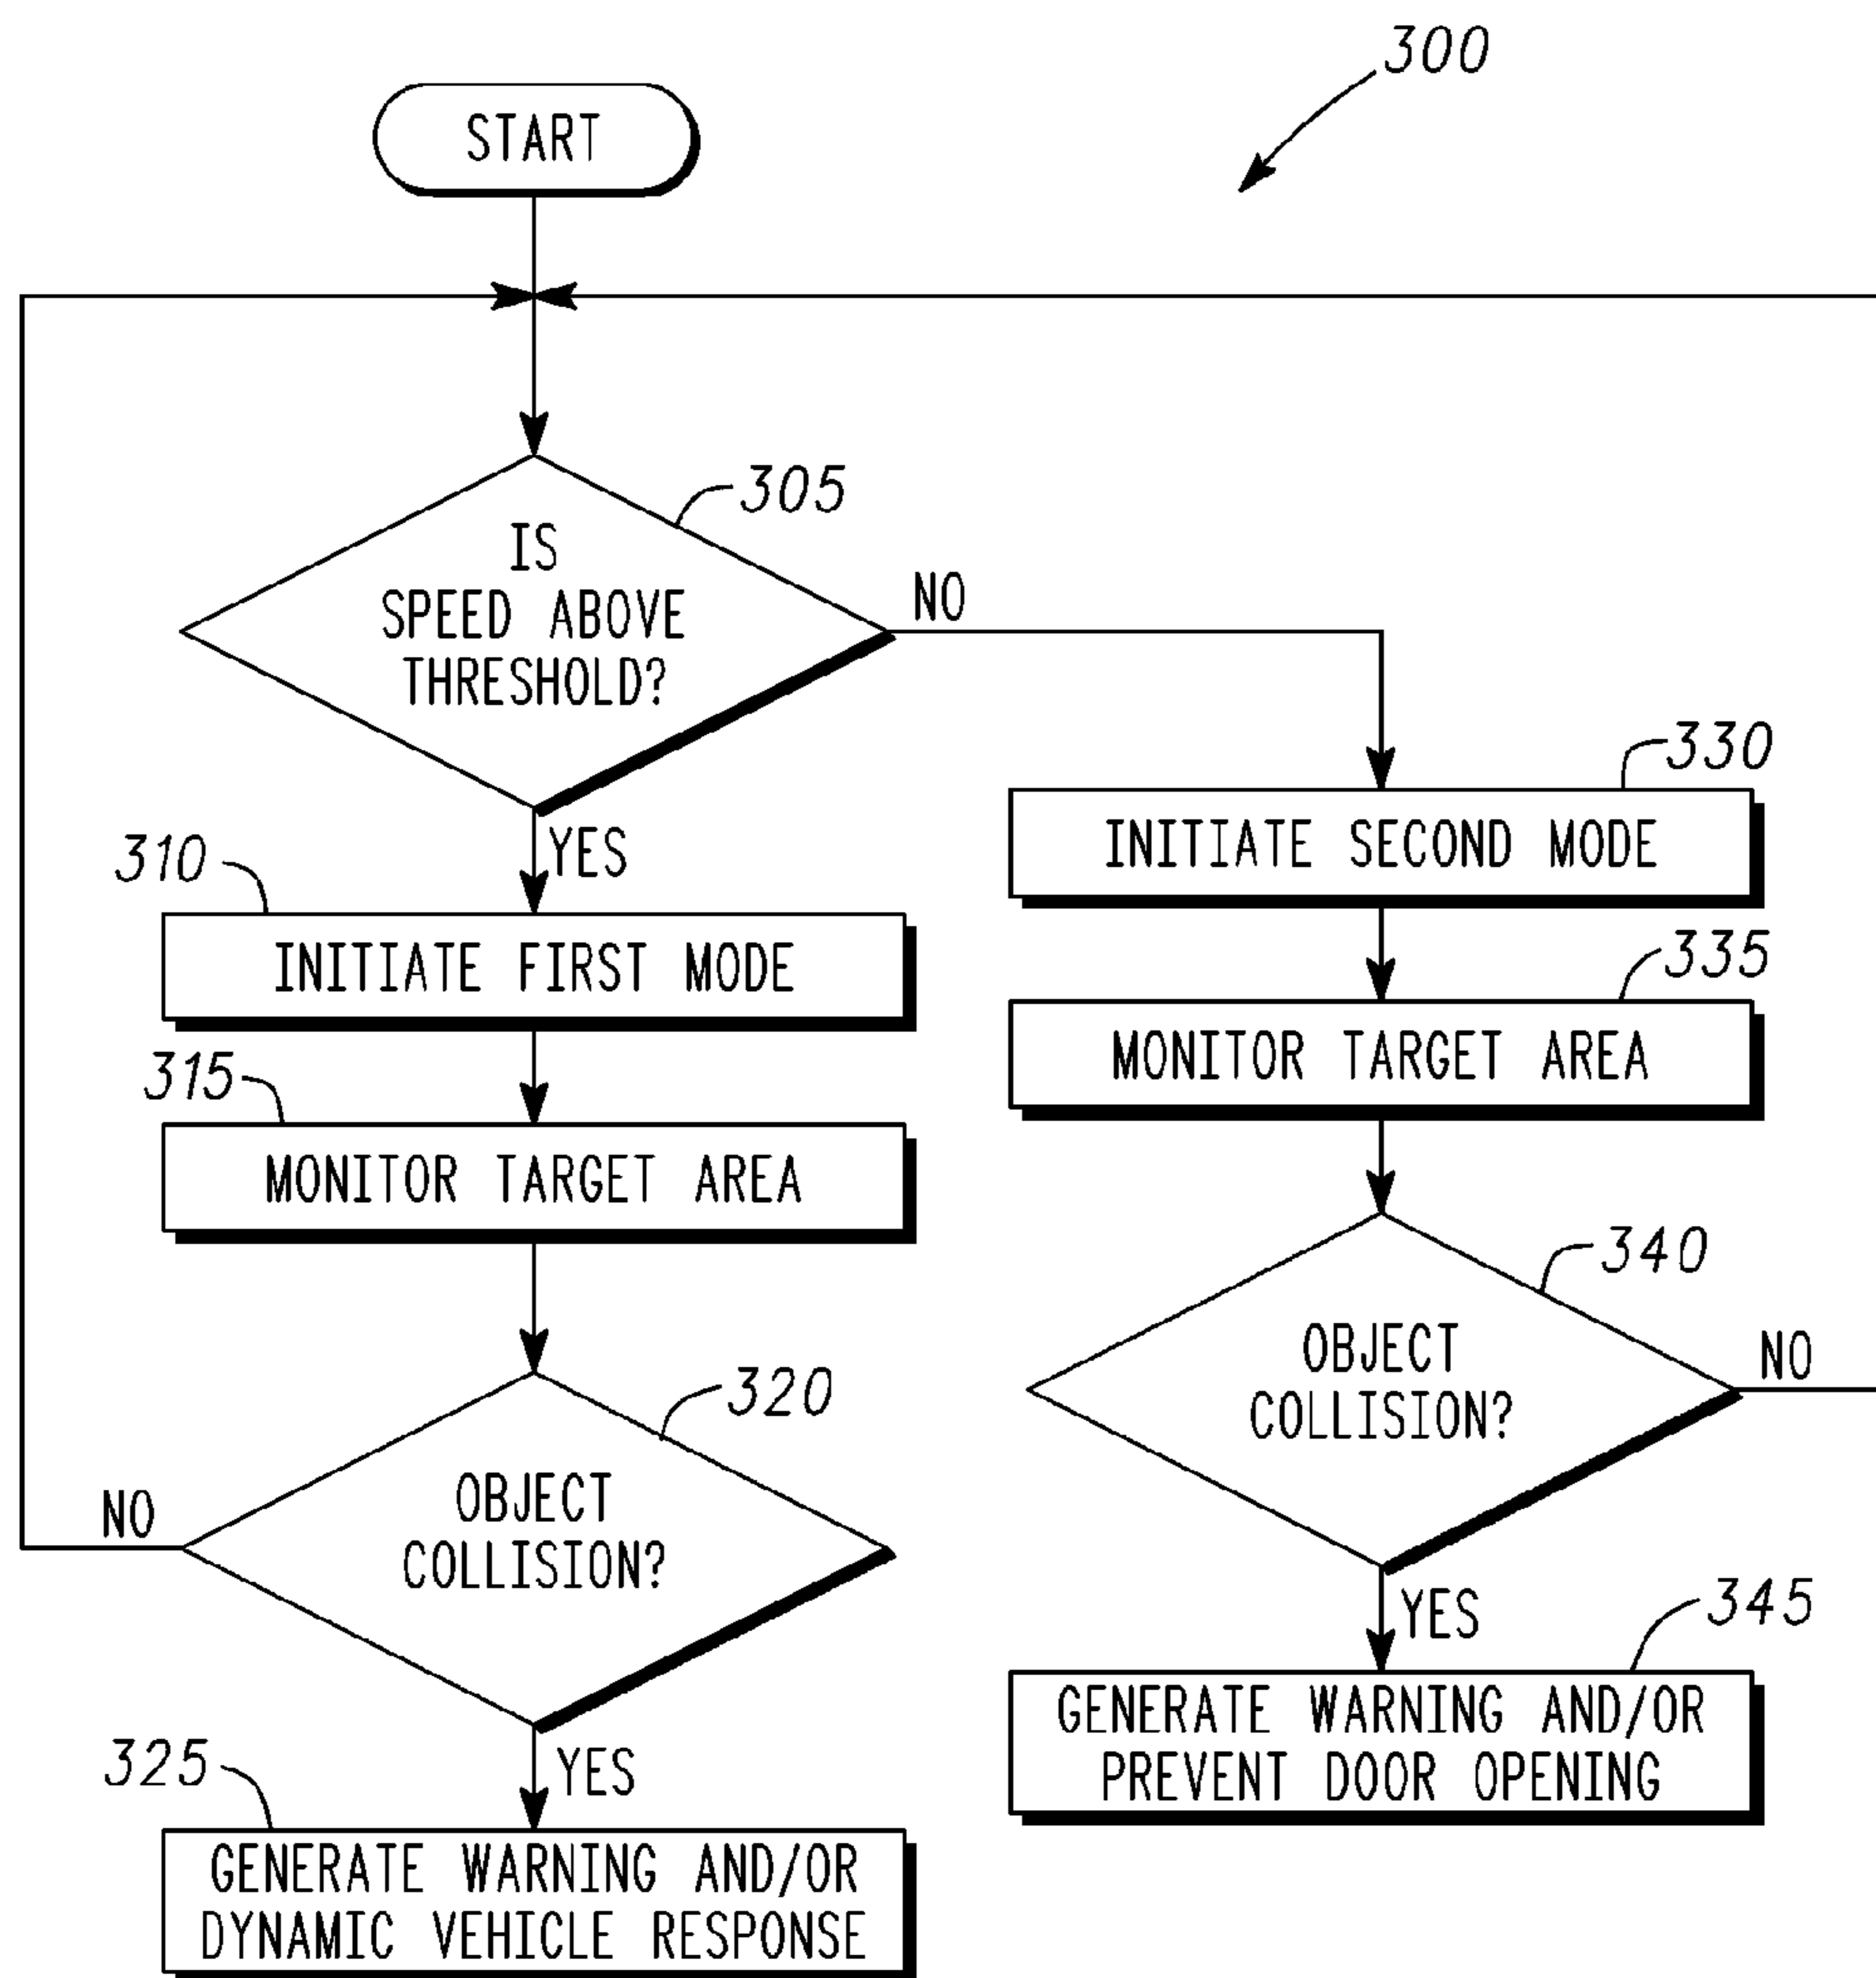 300
START
305
IS
SPEED ABOVE
THRESHOLD?
NO
YES
310
INITIATE FIRST MODE
315
MONITOR TARGET AREA
320
OBJECT
COLLISION?
NO
YES
325
GENERATE WARNING AND/OR
DYNAMIC VEHICLE RESPONSE
330
INITIATE SECOND MODE
335
MONITOR TARGET AREA
340
OBJECT
COLLISION?
NO
YES
345
GENERATE WARNING AND/OR
PREVENT DOOR OPENING